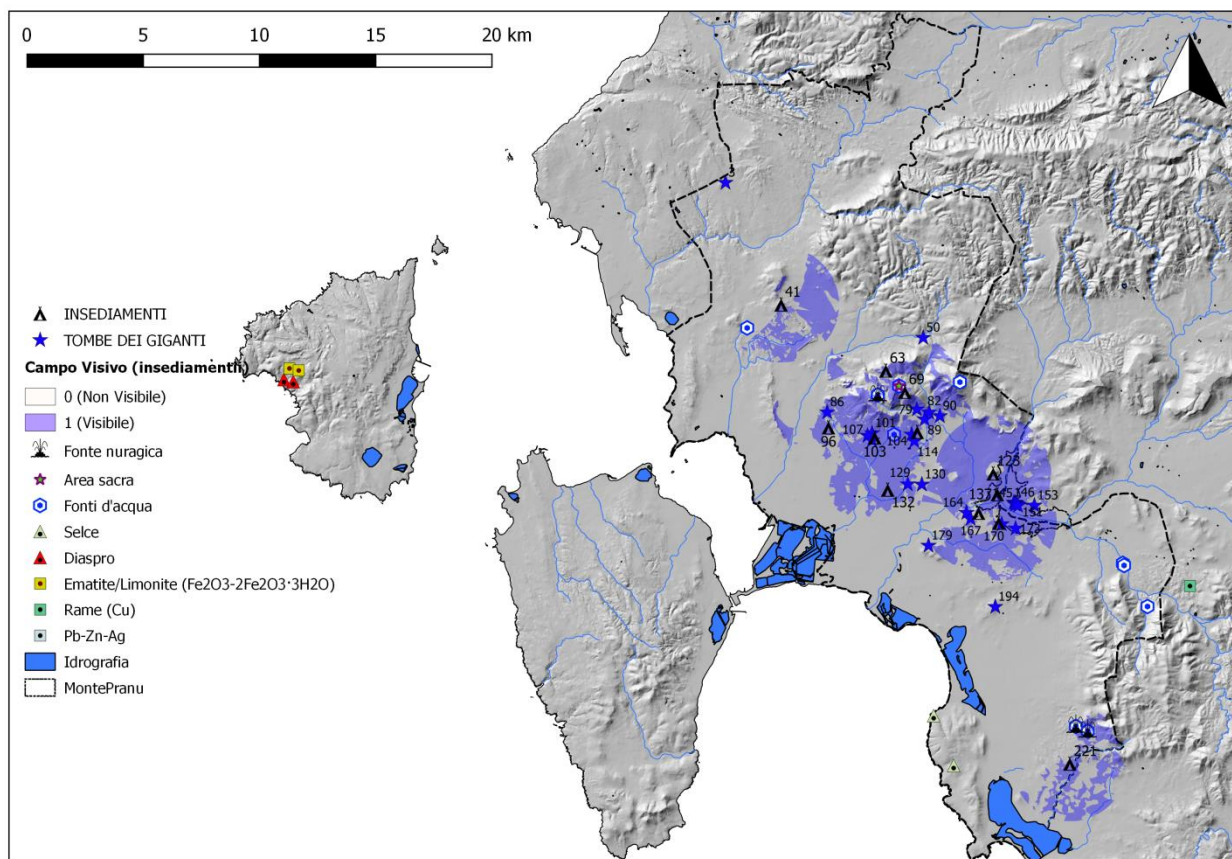 0 5 10 15 20 km
INSEDIAMENTI
TOMBE DEI GIGANTI
Campo Visivo (insediamenti)
0 (Non Visibile)
1 (Visibile)
Fonte nuragica
Area sacra
Fonti d'acqua
Selce
Diaspro
Ematite/Limonite (Fe2O3-2Fe2O3·3H2O)
Rame (Cu)
Pb-Zn-Ag
Idrografia
MontePranu
41
50
63
69
86
79
82
90
96
107
101
103
104
89
114
129
130
132
123
137
146
153
164
167
170
179
194
221